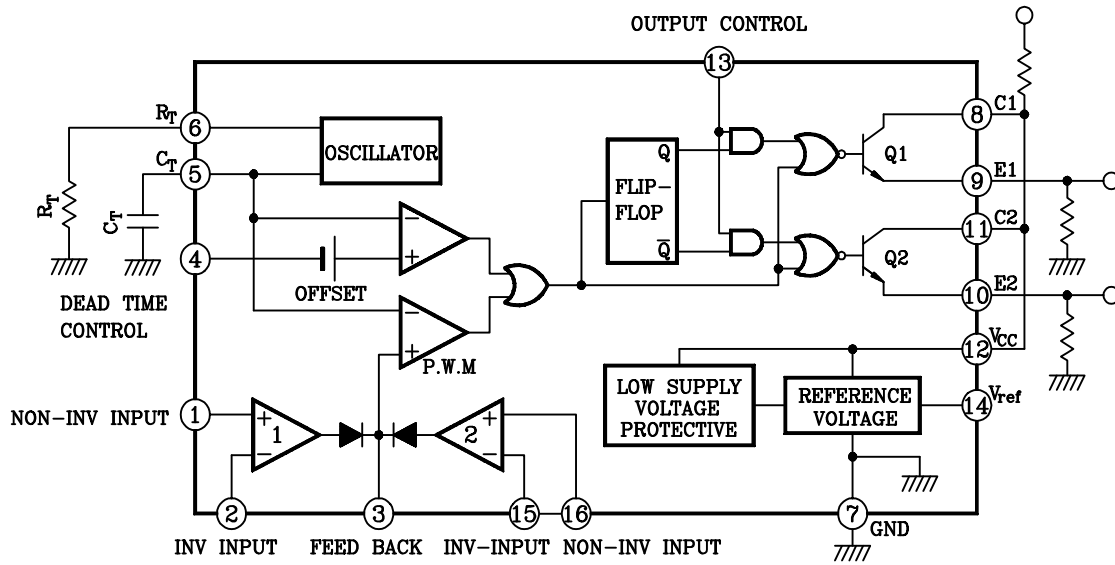 OUTPUT CONTROL
13
R_T
6
OSCILLATOR
C_T
5
R_T
C_T
4
OFFSET
DEAD TIME
CONTROL
−
+
−
+
P.W.M
FLIP-
FLOP
Q
Q̅
Q1
Q2
8
C1
9
E1
11
C2
10
E2
12
V_CC
14
V_ref
LOW SUPPLY
VOLTAGE
PROTECTIVE
REFERENCE
VOLTAGE
NON-INV INPUT
1
+
−
1
2
+
−
2
3
15
16
7
GND
INV INPUT
FEED BACK
INV-INPUT
NON-INV INPUT